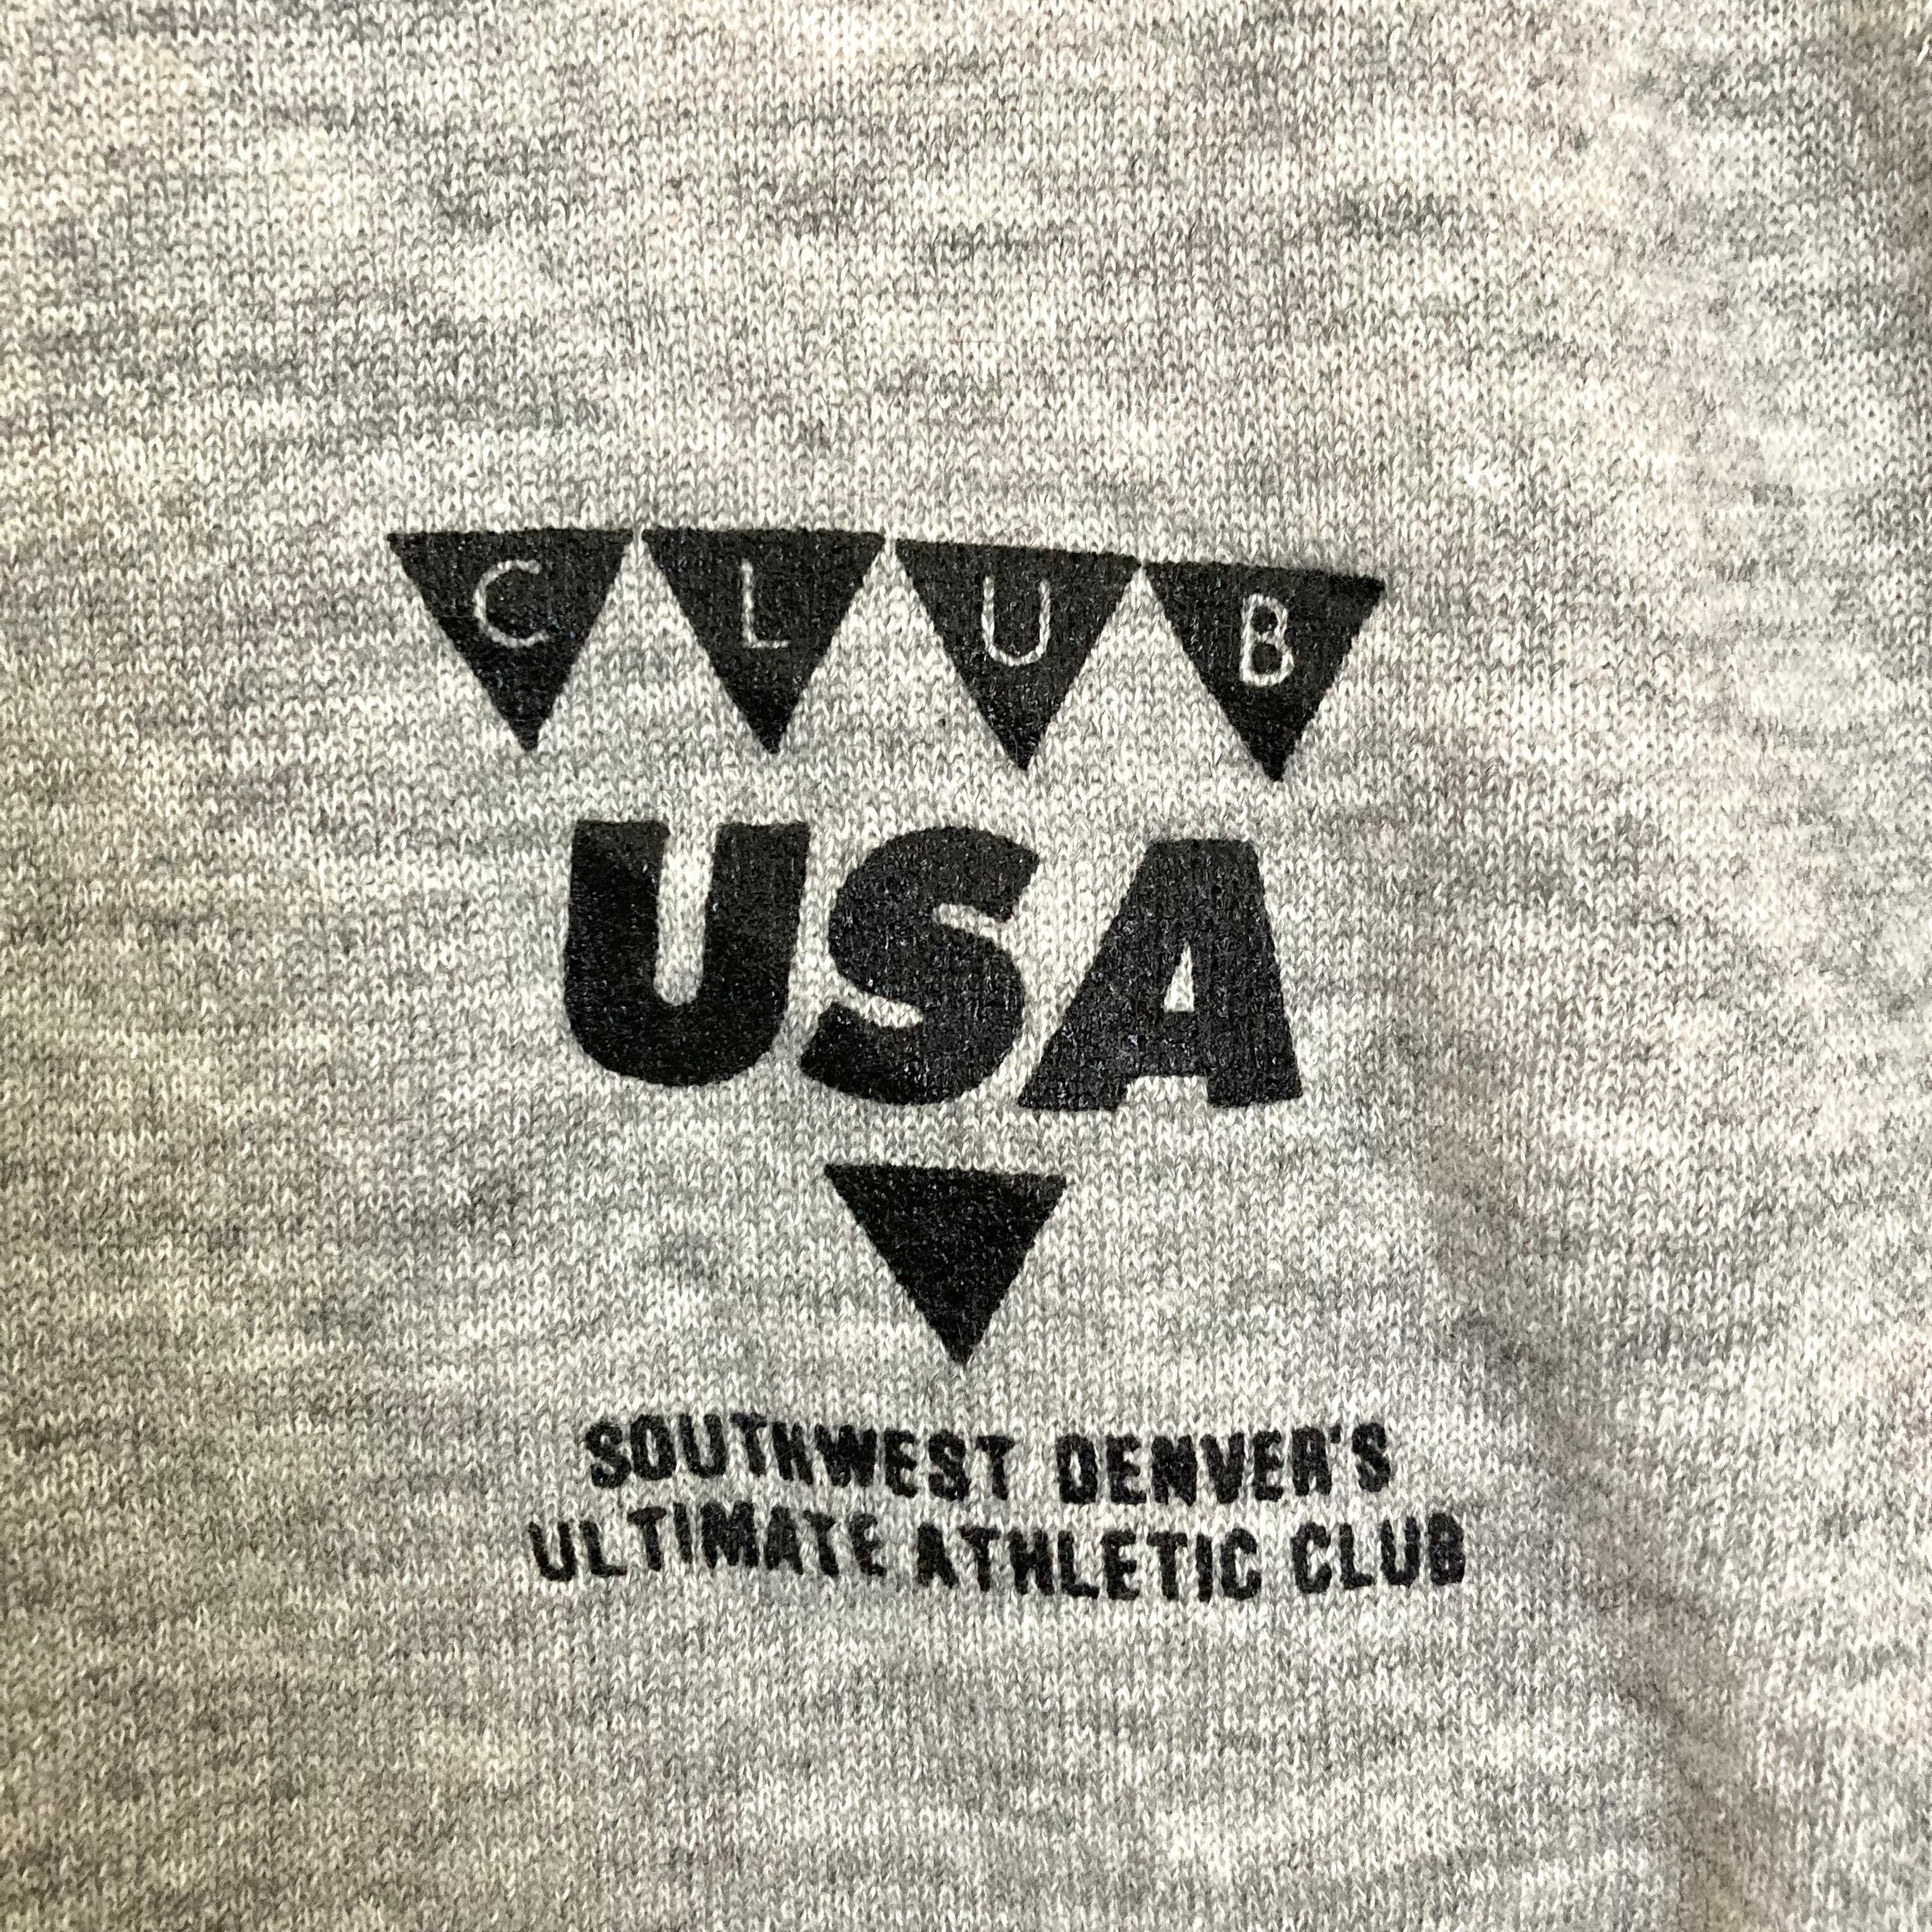 CLUB
USA
SOUTHWEST DENVER'S
ULTIMATE ATHLETIC CLUB